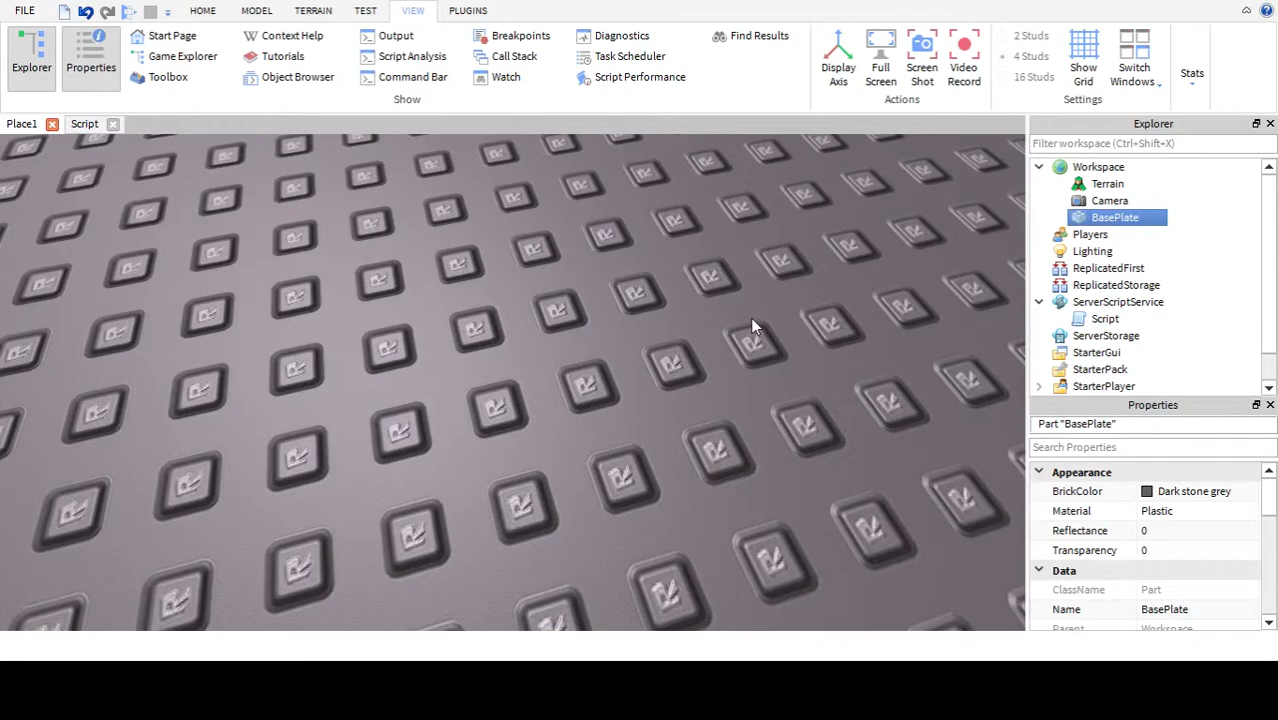 FILE HOME MODEL TERRAIN TEST VIEW PLUGINS
Explorer
Properties
Start Page
Game Explorer
Toolbox
Context Help
Tutorials
Object Browser
Output
Script Analysis
Command Bar
Breakpoints
Call Stack
Watch
Diagnostics
Task Scheduler
Script Performance
Find Results
Show
Display
Axis
Full
Screen
Screen
Shot
Video
Record
Actions
2 Studs
4 Studs
16 Studs
Show
Grid
Switch
Windows
Settings
Stats
Place1 Script
Explorer
Filter workspace (Ctrl+Shift+X)
Workspace
Terrain
Camera
BasePlate
Players
Lighting
ReplicatedFirst
ReplicatedStorage
ServerScriptService
Script
ServerStorage
StarterGui
StarterPack
StarterPlayer
Properties
Part "BasePlate"
Search Properties
Appearance
BrickColor Dark stone grey
Material Plastic
Reflectance 0
Transparency 0
Data
ClassName Part
Name BasePlate
Parent Workspace